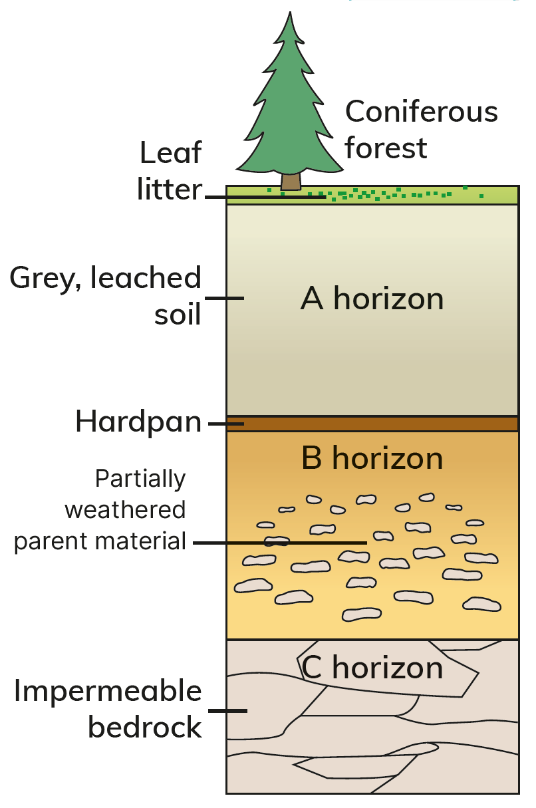 Coniferous
forest
Leaf
litter
Grey, leached
soil
A horizon
Hardpan
B horizon
Partially
weathered
parent material
C horizon
Impermeable
bedrock